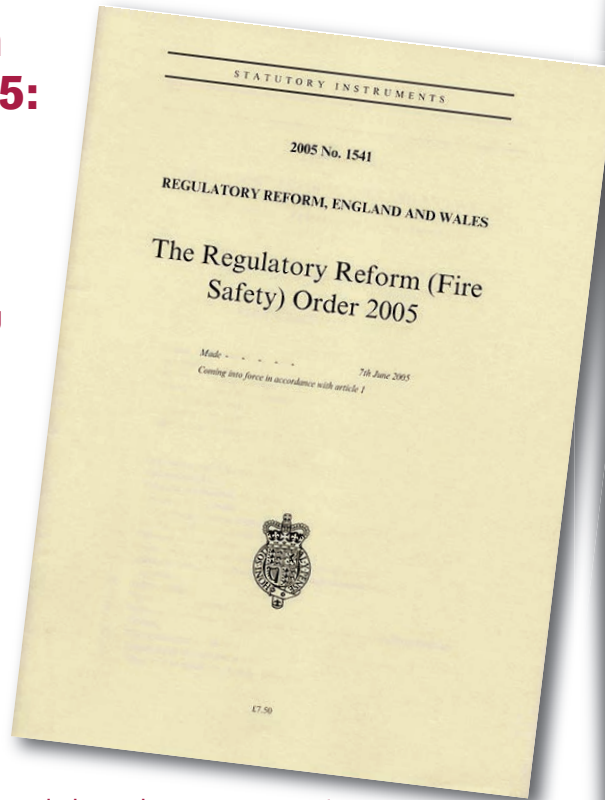 5:
STATUTORY INSTRUMENTS
2005 No. 1541
REGULATORY REFORM, ENGLAND AND WALES
The Regulatory Reform (Fire
Safety) Order 2005
Made - - - - - 7th June 2005
Coming into force in accordance with article 1
£7.50